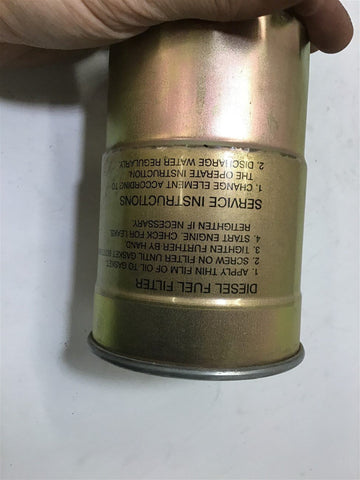 DIESEL FUEL FILTER
1. APPLY THIN FILM OF OIL TO GASKET.
2. SCREW ON FILTER UNTIL GASKET
3. TIGHTEN FURTHER BY HAND
4. START ENGINE. CHECK FOR LEAKS.
RETIGHTEN IF NECESSARY.
SERVICE INSTRUCTIONS
1. CHANGE ELEMENT ACCORDING TO
THE OPERATE INSTRUCTION.
2. DISCHARGE WATER REGULARLY.